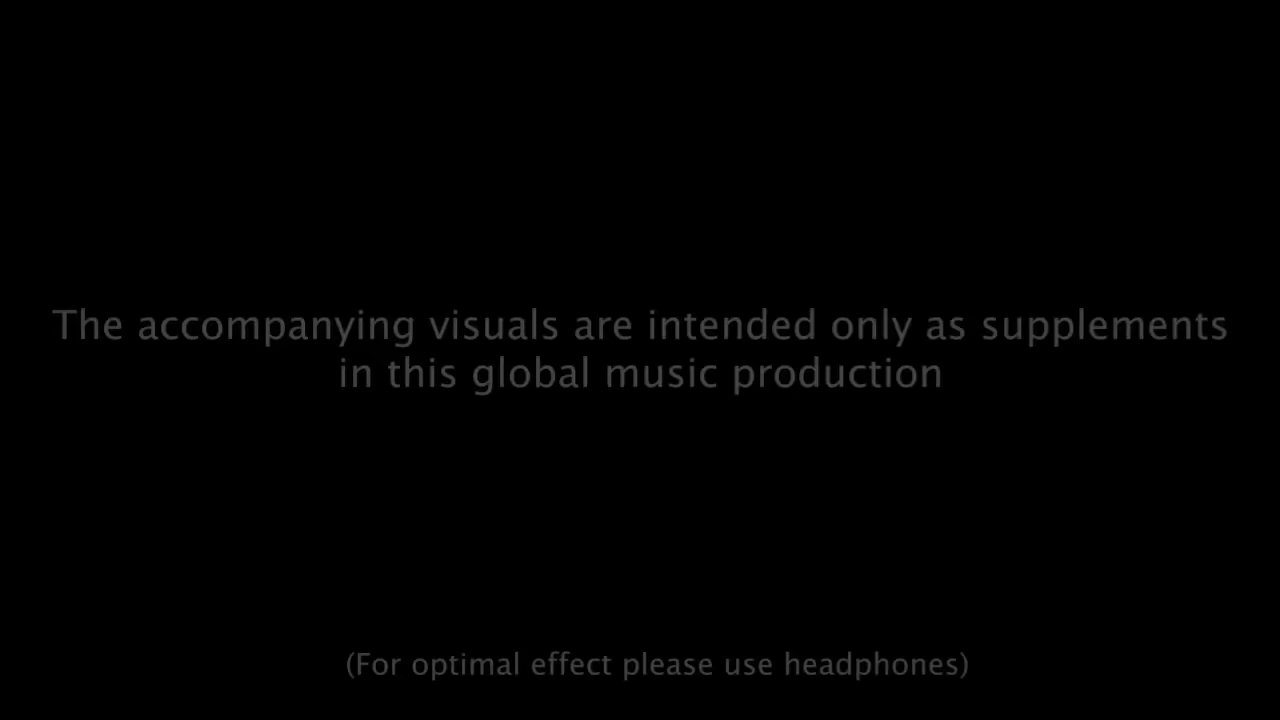 The accompanying visuals are intended only as supplements
in this global music production
(For optimal effect please use headphones)